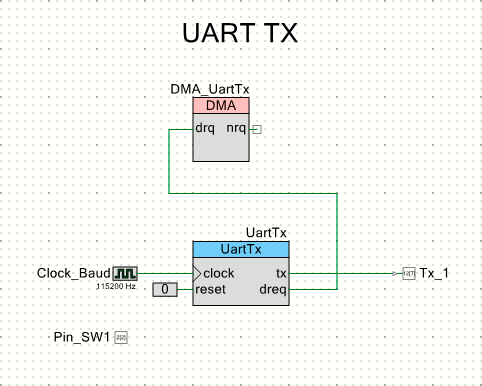 UART TX
DMA_UartTx
DMA
drq nrq
UartTx
UartTx
Clock_Baud
clock tx
Tx_1
115200 Hz
0
reset dreq
Pin_SW1